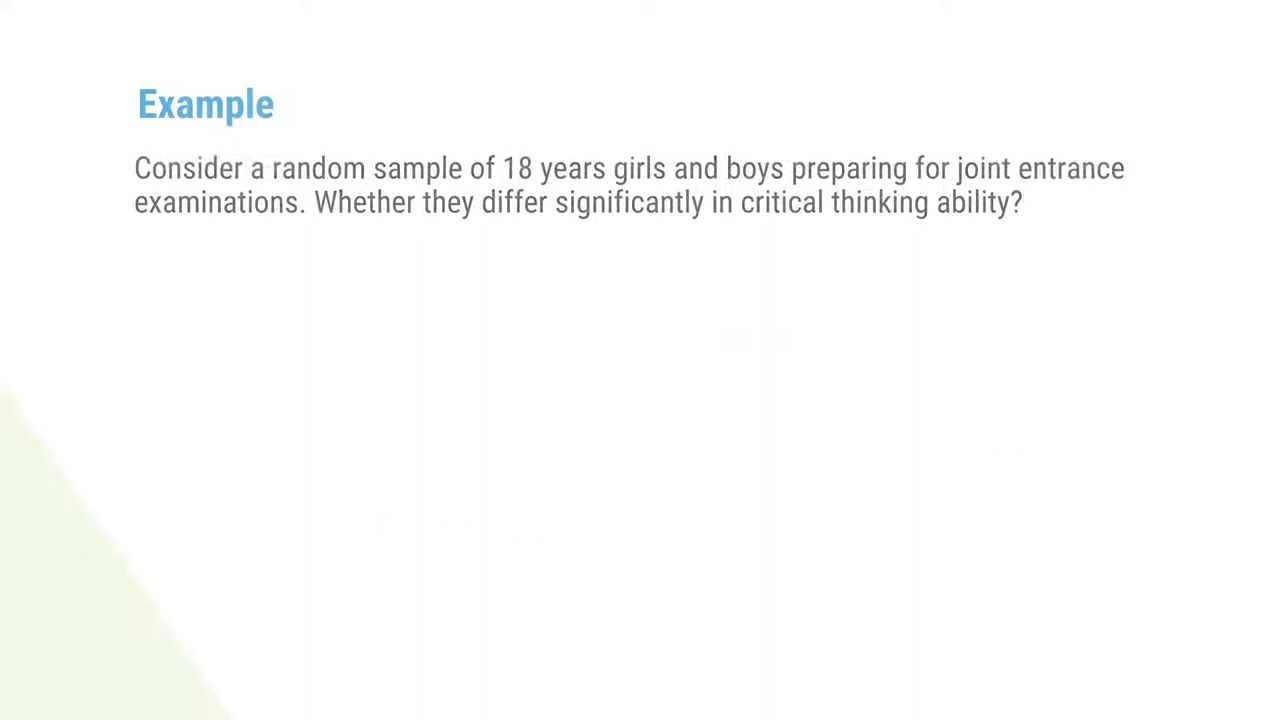 Example
Consider a random sample of 18 years girls and boys preparing for joint entrance
examinations. Whether they differ significantly in critical thinking ability?